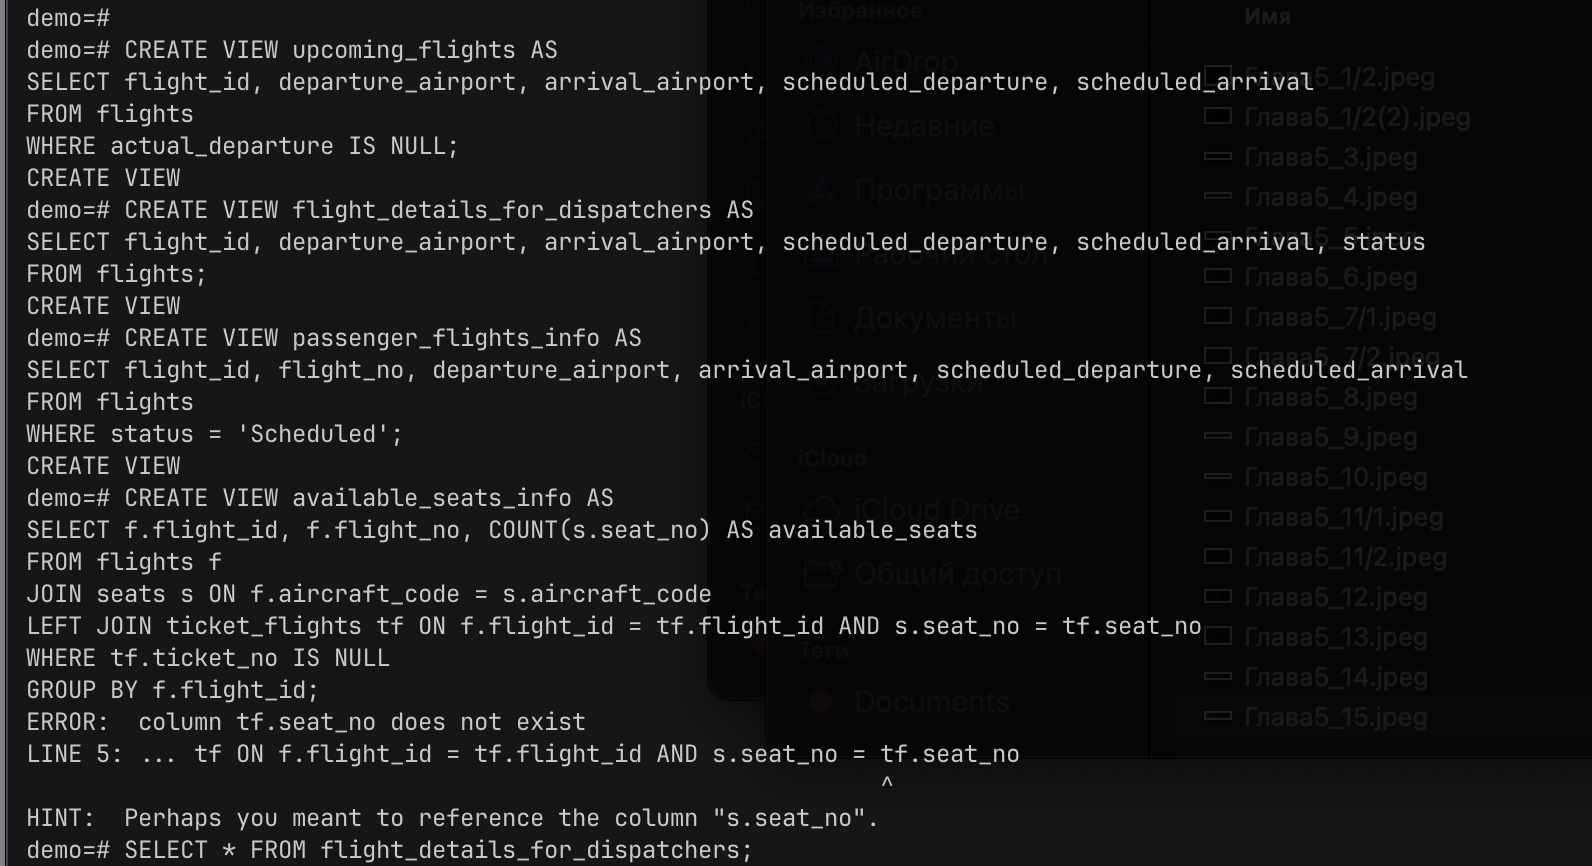 demo=#
demo=# CREATE VIEW upcoming_flights AS
SELECT flight_id, departure_airport, arrival_airport, scheduled_departure, scheduled_arrival
FROM flights
WHERE actual_departure IS NULL;
CREATE VIEW
demo=# CREATE VIEW flight_details_for_dispatchers AS
SELECT flight_id, departure_airport, arrival_airport, scheduled_departure, scheduled_arrival, status
FROM flights;
CREATE VIEW
demo=# CREATE VIEW passenger_flights_info AS
SELECT flight_id, flight_no, departure_airport, arrival_airport, scheduled_departure, scheduled_arrival
FROM flights
WHERE status = 'Scheduled';
CREATE VIEW
demo=# CREATE VIEW available_seats_info AS
SELECT f.flight_id, f.flight_no, COUNT(s.seat_no) AS available_seats
FROM flights f
JOIN seats s ON f.aircraft_code = s.aircraft_code
LEFT JOIN ticket_flights tf ON f.flight_id = tf.flight_id AND s.seat_no = tf.seat_no
WHERE tf.ticket_no IS NULL
GROUP BY f.flight_id;
ERROR:  column tf.seat_no does not exist
LINE 5: ... tf ON f.flight_id = tf.flight_id AND s.seat_no = tf.seat_no
^
HINT:  Perhaps you meant to reference the column "s.seat_no".
demo=# SELECT * FROM flight_details_for_dispatchers;
Избранное
AirDrop
Недавние
Программы
Рабочий стол
Документы
Загрузки
iCloud
iCloud Drive
Общий доступ
Теги
Documents
Имя
Глава5_1/2.jpeg
Глава5_1/2(2).jpeg
Глава5_3.jpeg
Глава5_4.jpeg
Глава5_5.jpeg
Глава5_6.jpeg
Глава5_7/1.jpeg
Глава5_7/2.jpeg
Глава5_8.jpeg
Глава5_9.jpeg
Глава5_10.jpeg
Глава5_11/1.jpeg
Глава5_11/2.jpeg
Глава5_12.jpeg
Глава5_13.jpeg
Глава5_14.jpeg
Глава5_15.jpeg